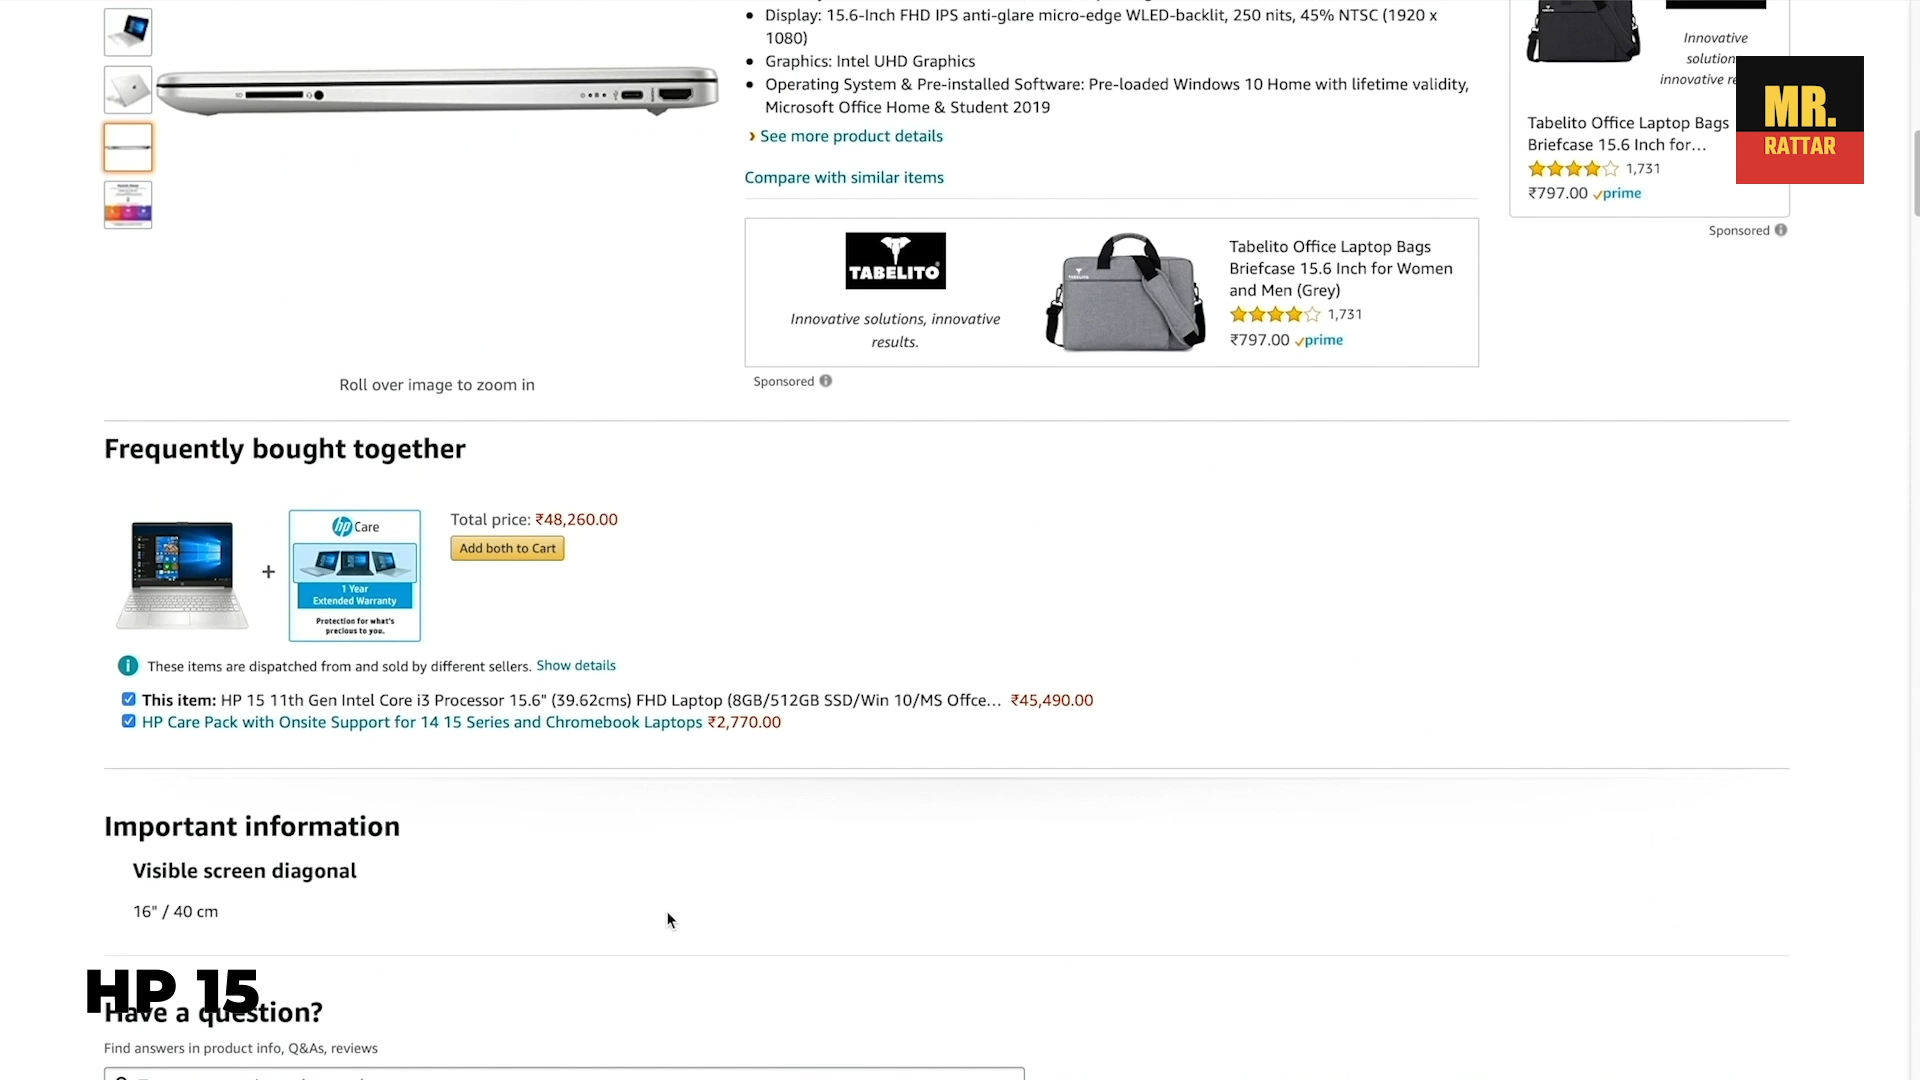 Display: 15.6-Inch FHD IPS anti-glare micro-edge WLED-backlit, 250 nits, 45% NTSC (1920 x
1080)
Graphics: Intel UHD Graphics
Operating System & Pre-installed Software: Pre-loaded Windows 10 Home with lifetime validity,
Microsoft Office Home & Student 2019
› See more product details
Compare with similar items
TABELITO
Innovative solutions, innovative
results.
Tabelito Office Laptop Bags
Briefcase 15.6 Inch for Women
and Men (Grey)
1,731
₹797.00 prime
Sponsored
Innovative
solution
innovative re
Tabelito Office Laptop Bags
Briefcase 15.6 Inch for...
1,731
₹797.00 prime
Sponsored
MR.
RATTAR
Roll over image to zoom in
Frequently bought together
+
hp Care
1 Year
Extended Warranty
Protection for what's
precious to you.
Total price: ₹48,260.00
Add both to Cart
These items are dispatched from and sold by different sellers. Show details
This item: HP 15 11th Gen Intel Core i3 Processor 15.6" (39.62cms) FHD Laptop (8GB/512GB SSD/Win 10/MS Offce... ₹45,490.00
HP Care Pack with Onsite Support for 14 15 Series and Chromebook Laptops ₹2,770.00
Important information
Visible screen diagonal
16" / 40 cm
HP 15
Have a question?
Find answers in product info, Q&As, reviews